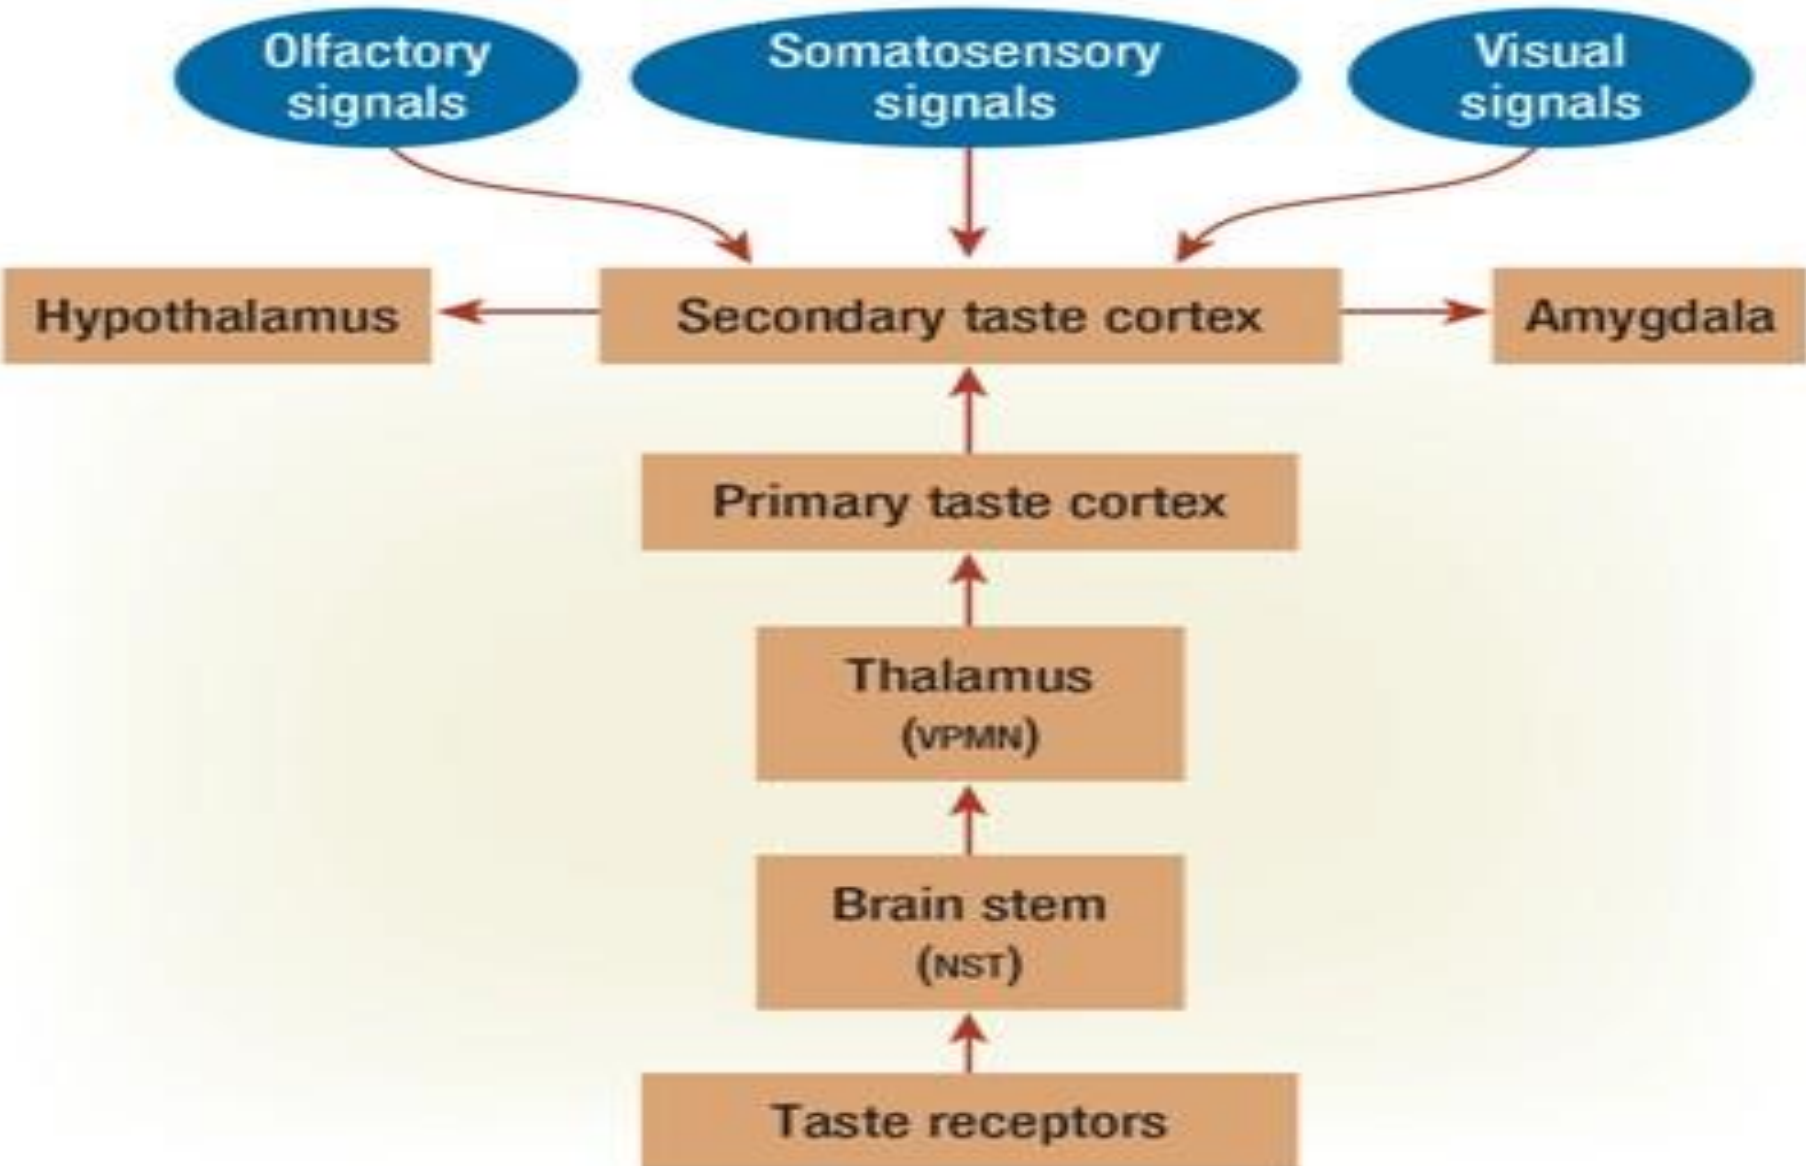 Olfactory
signals
Somatosensory
signals
Visual
signals
Hypothalamus
Secondary taste cortex
Amygdala
Primary taste cortex
Thalamus
(VPMN)
Brain stem
(NST)
Taste receptors